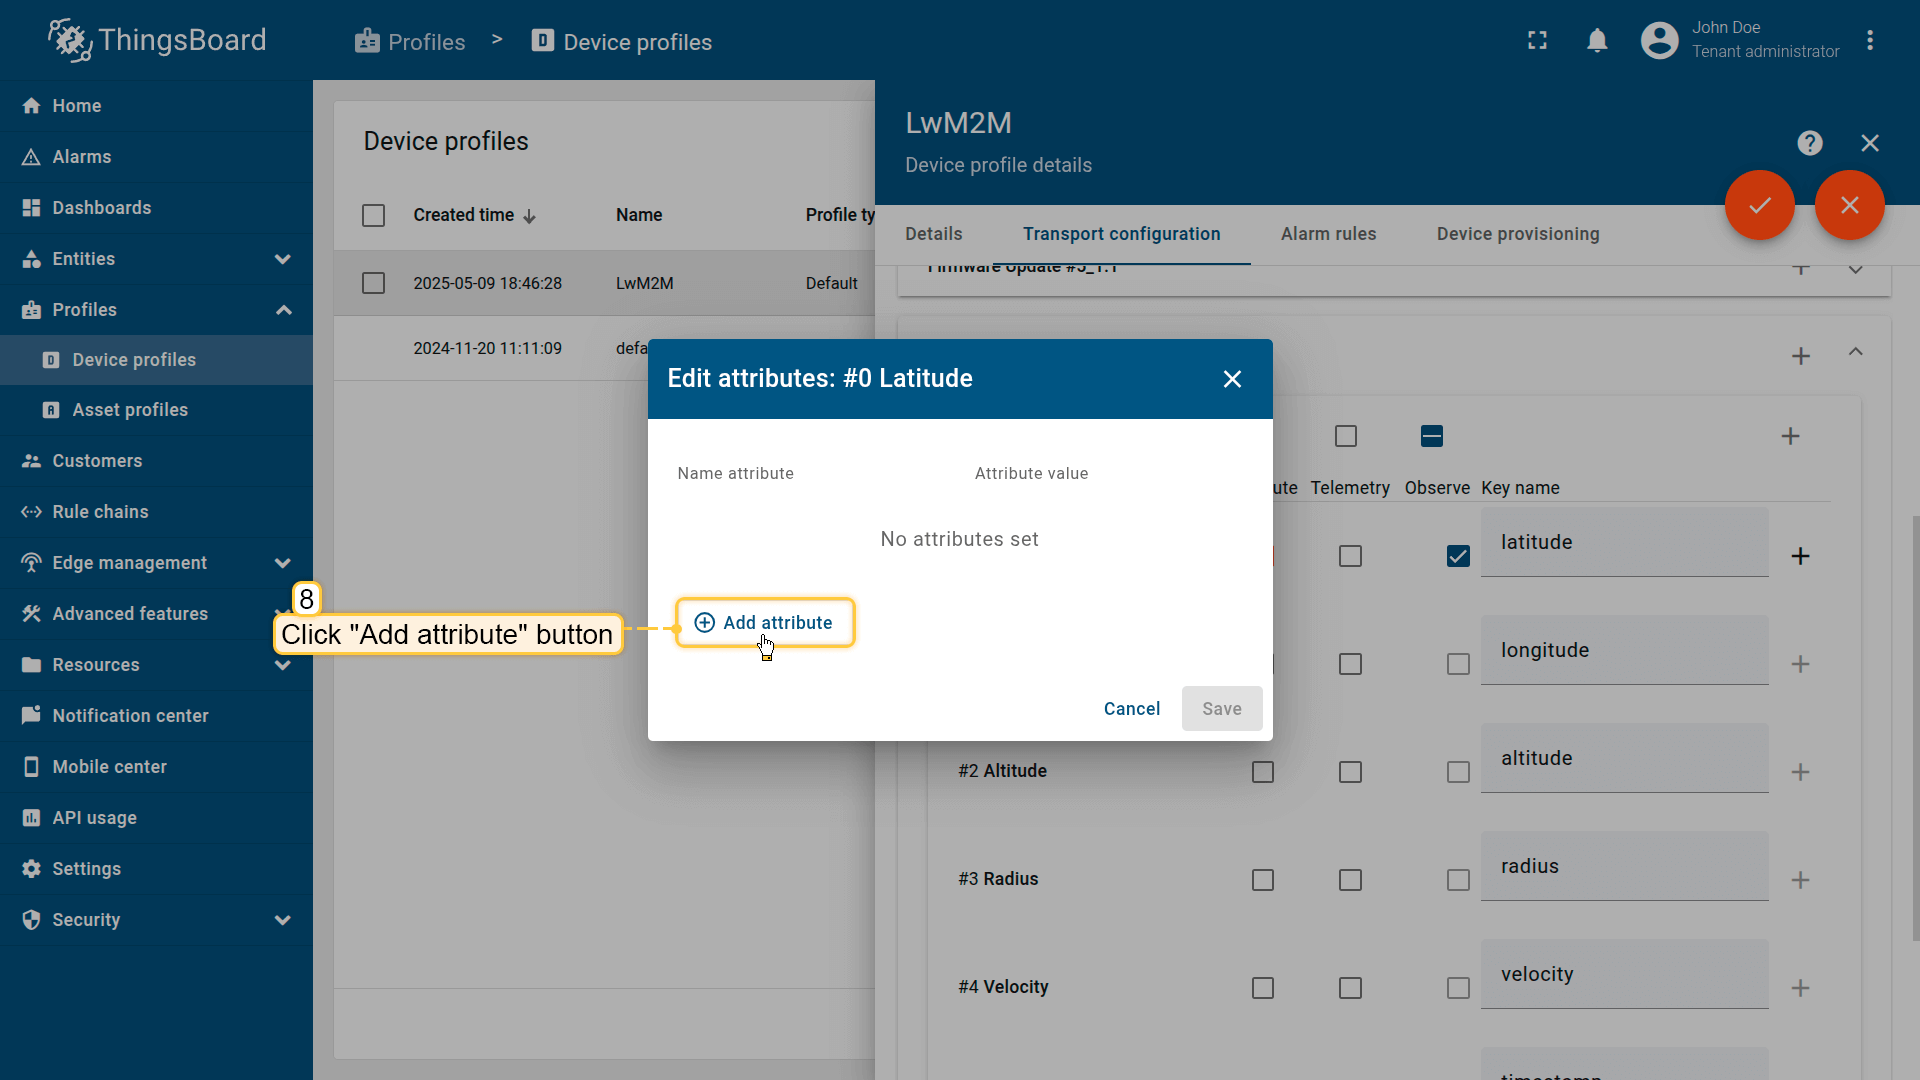 ThingsBoard
Profiles > Device profiles
John Doe
Tenant administrator
Home
Alarms
Dashboards
Entities
Profiles
Device profiles
Asset profiles
Customers
Rule chains
Edge management
Advanced features
Resources
Notification center
Mobile center
API usage
Settings
Security
8
Click "Add attribute" button
Device profiles
Created time Name Profile ty
2025-05-09 18:46:28 LwM2M Default
2024-11-20 11:11:09 defa
LwM2M
Device profile details
Details Transport configuration Alarm rules Device provisioning
Firmware Update #5_1.1
ute Telemetry Observe Key name
latitude
longitude
#2 Altitude altitude
#3 Radius radius
#4 Velocity velocity
timestamp
Edit attributes: #0 Latitude
Name attribute Attribute value
No attributes set
Add attribute
Cancel Save